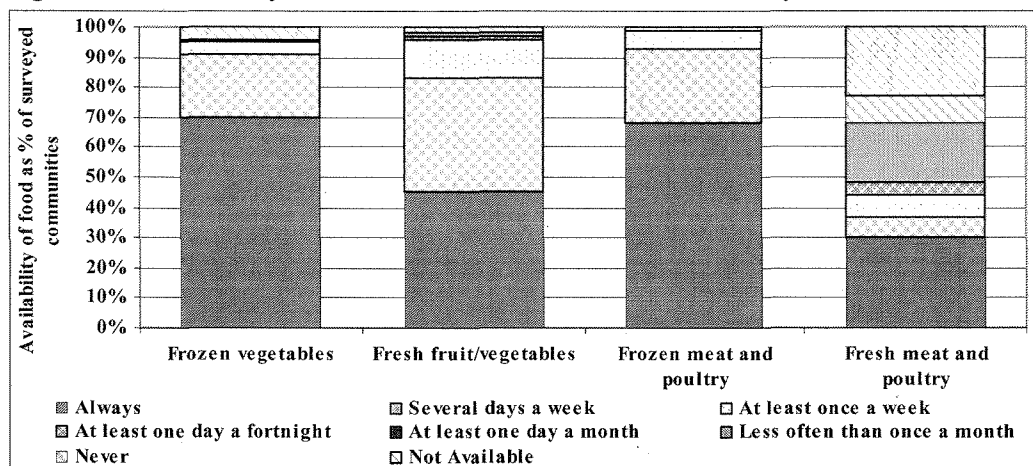 Availability of food as % of surveyed
communities
100%
90%
80%
70%
60%
50%
40%
30%
20%
10%
0%
Frozen vegetables
Fresh fruit/vegetables
Frozen meat and
poultry
Fresh meat and
poultry
Always
Several days a week
At least once a week
At least one day a fortnight
At least one day a month
Less often than once a month
Never
Not Available